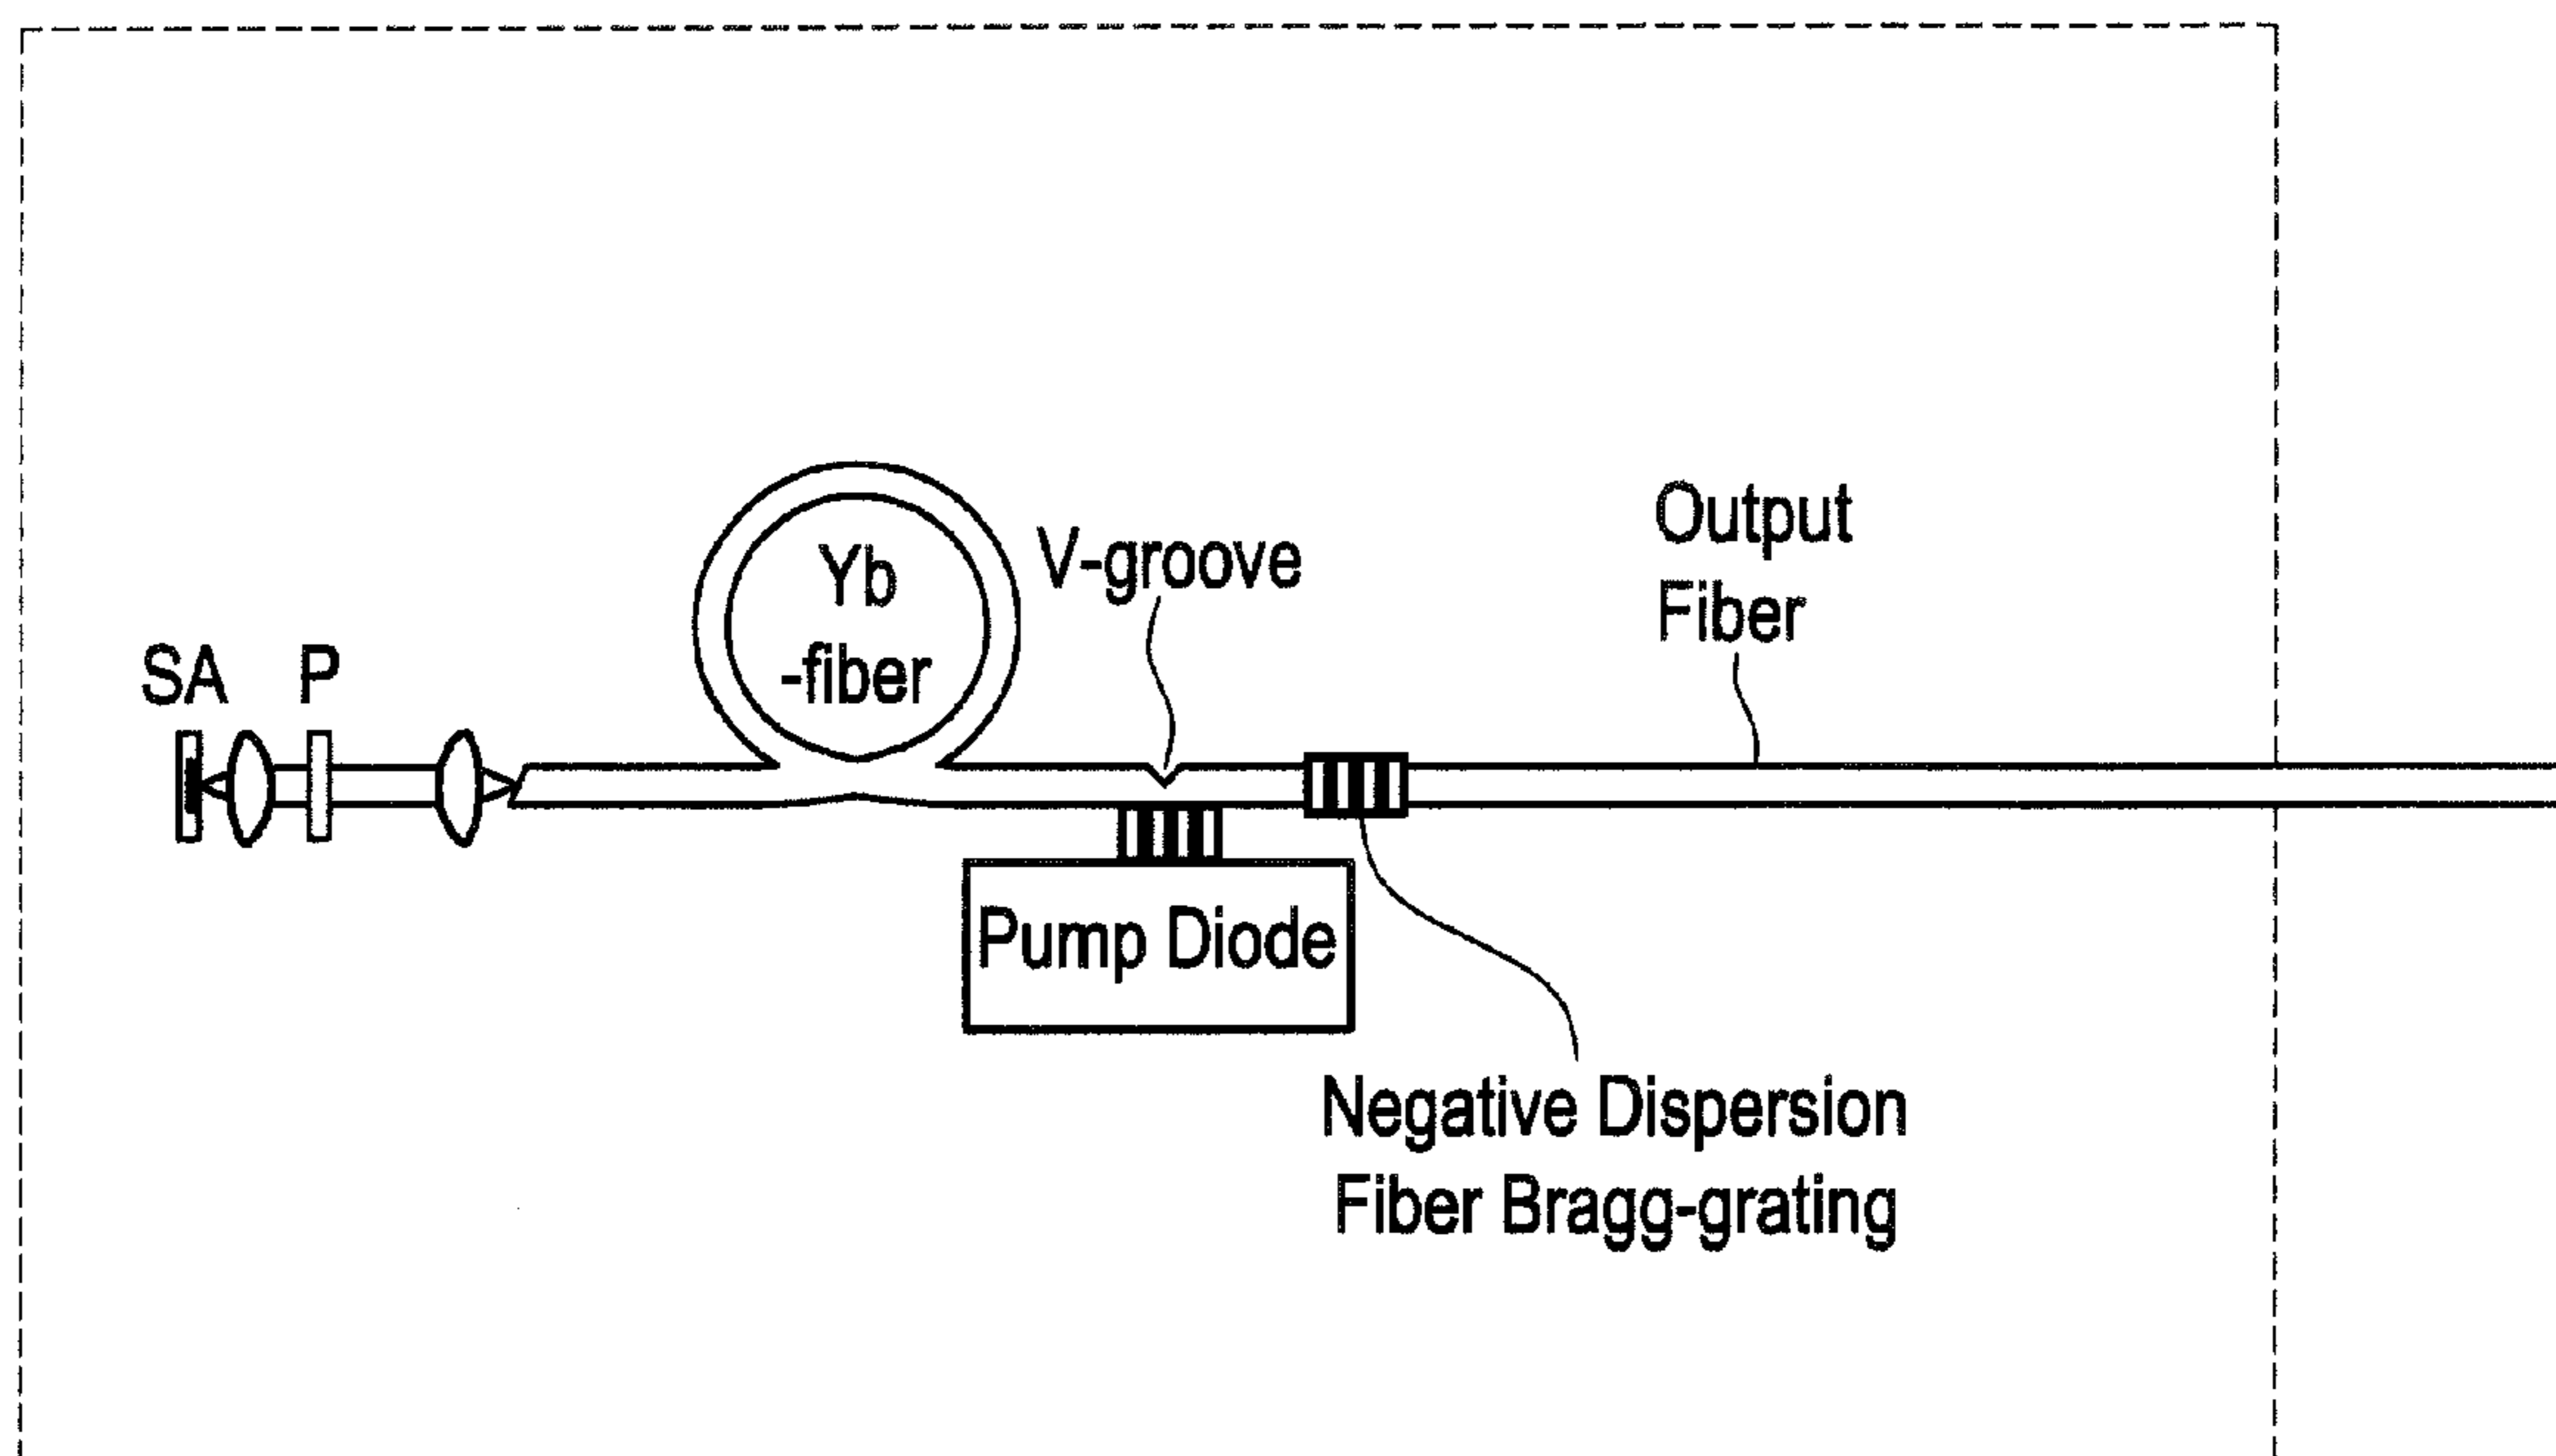 SA
P
Yb
-fiber
V-groove
Output
Fiber
Pump Diode
Negative Dispersion
Fiber Bragg-grating